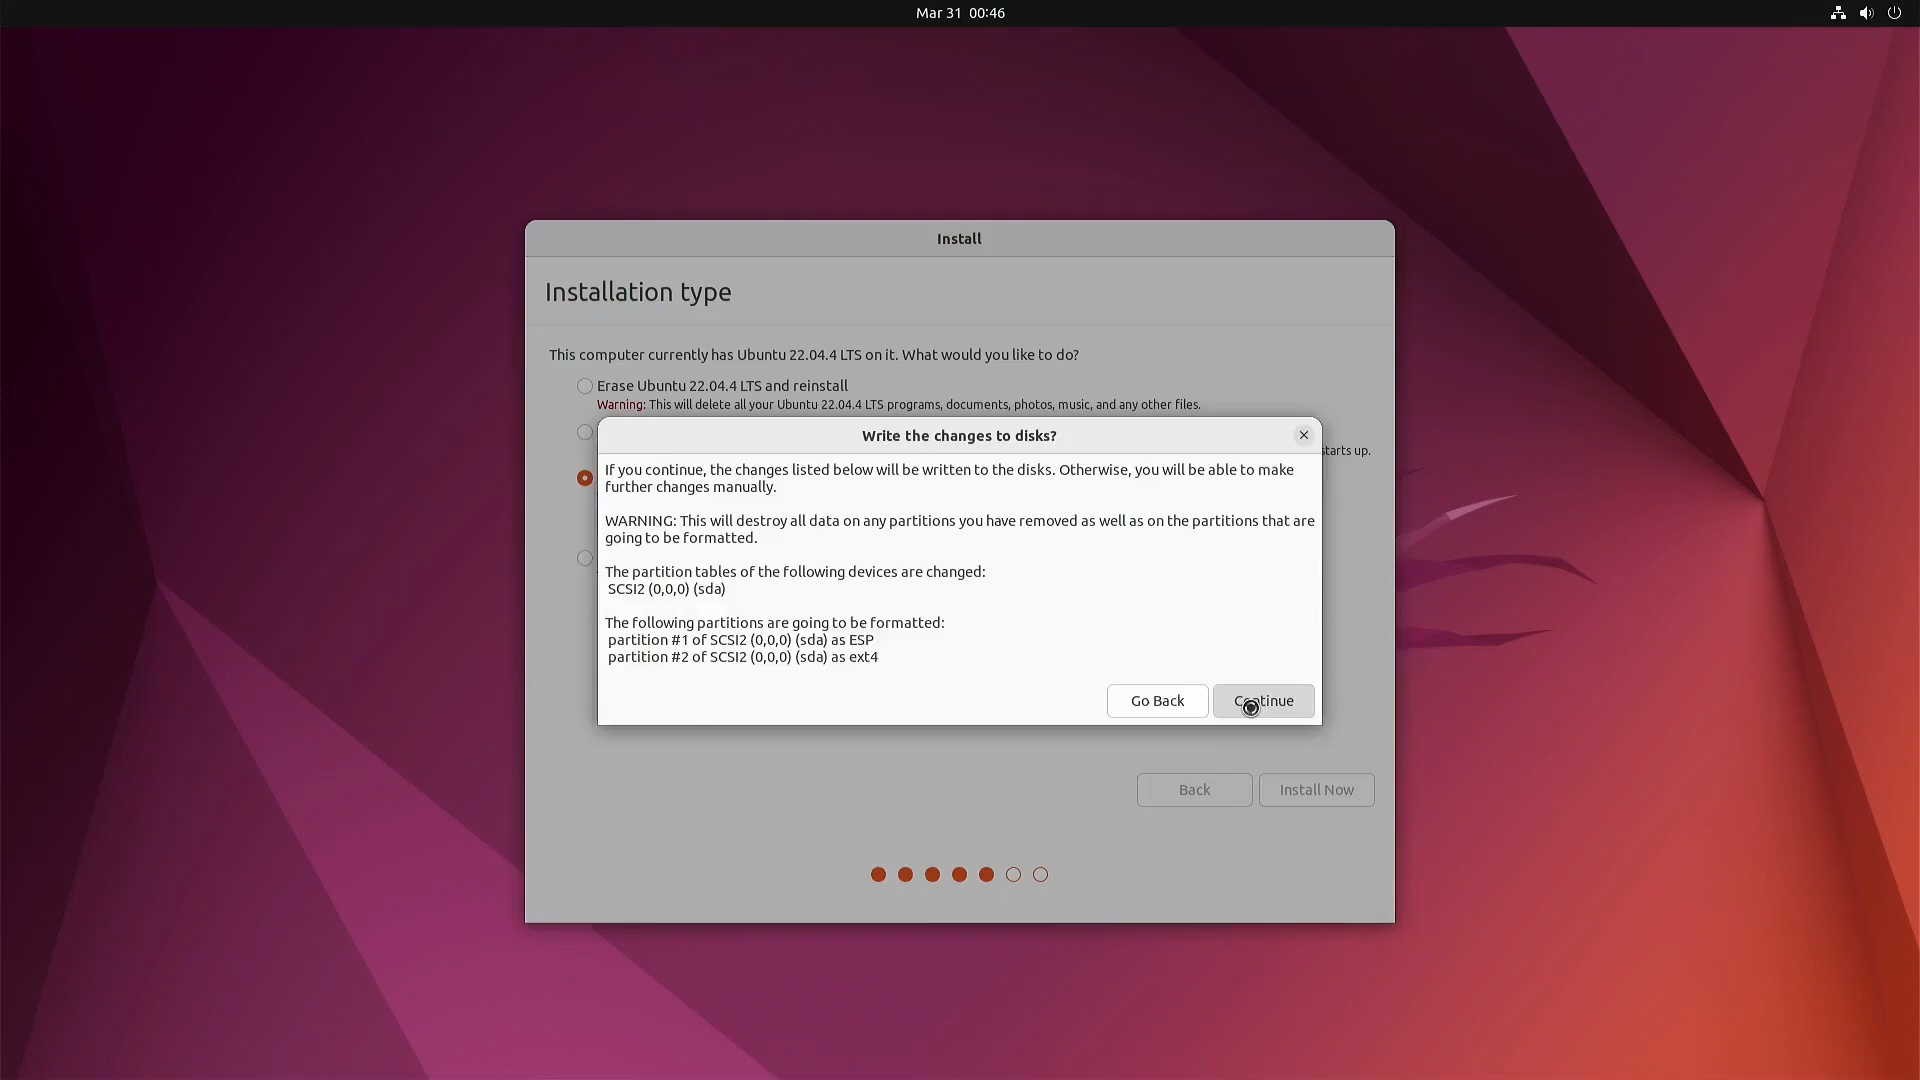 Mar 31 00:46
Install
Installation type
This computer currently has Ubuntu 22.04.4 LTS on it. What would you like to do?
Erase Ubuntu 22.04.4 LTS and reinstall
Warning: This will delete all your Ubuntu 22.04.4 LTS programs, documents, photos, music, and any other files.
starts up.
Write the changes to disks?
If you continue, the changes listed below will be written to the disks. Otherwise, you will be able to make
further changes manually.
WARNING: This will destroy all data on any partitions you have removed as well as on the partitions that are
going to be formatted.
The partition tables of the following devices are changed:
SCSI2 (0,0,0) (sda)
The following partitions are going to be formatted:
partition #1 of SCSI2 (0,0,0) (sda) as ESP
partition #2 of SCSI2 (0,0,0) (sda) as ext4
Go Back
Continue
Back
Install Now